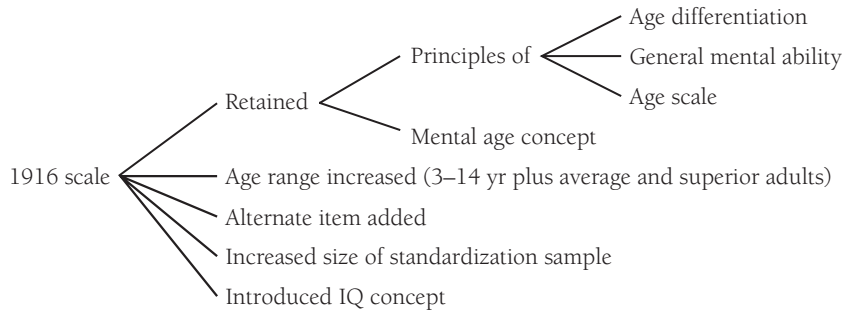 Age differentiation
Principles of
General mental ability
Age scale
Retained
Mental age concept
1916 scale
Age range increased (3–14 yr plus average and superior adults)
Alternate item added
Increased size of standardization sample
Introduced IQ concept